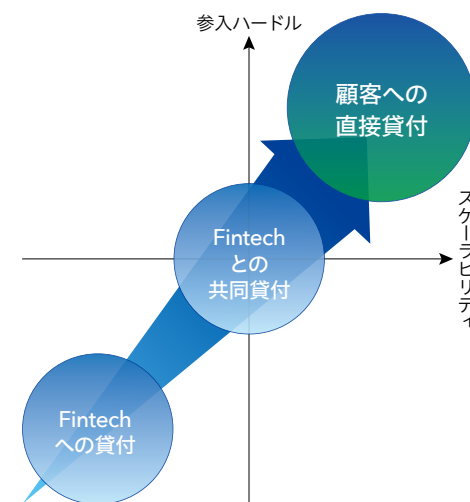 参入ハードル
顧客への
直接貸付
スケーラビリティ
Fintech
との
共同貸付
Fintech
への貸付